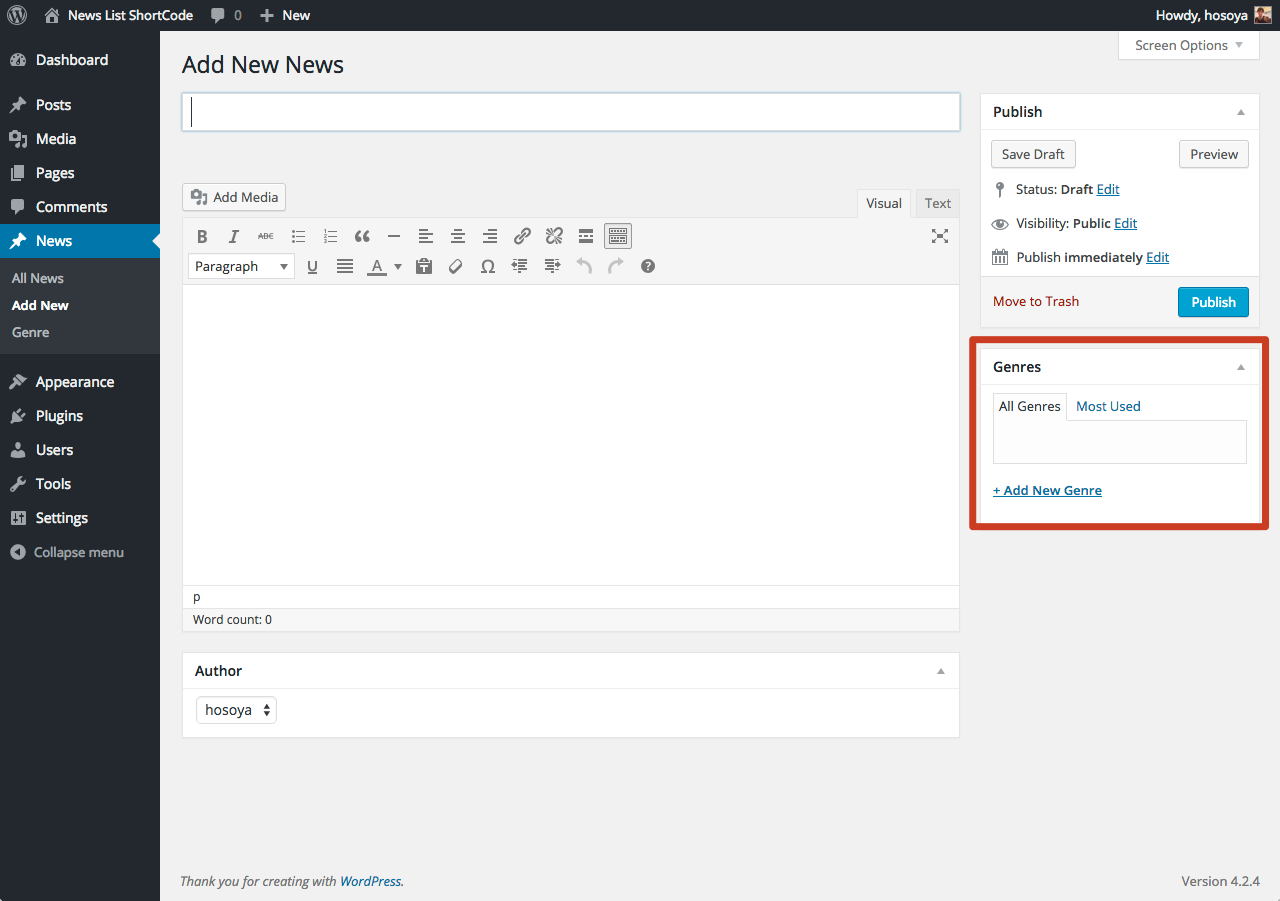 News List ShortCode 0 New Howdy, hosoya
Screen Options
Dashboard
Posts
Media
Pages
Comments
News
All News
Add New
Genre
Appearance
Plugins
Users
Tools
Settings
Collapse menu
Add New News
Add Media
Visual Text
B I ABC
Paragraph U A Ω ?
p
Word count: 0
Author
hosoya
Publish
Save Draft Preview
Status: Draft Edit
Visibility: Public Edit
Publish immediately Edit
Move to Trash Publish
Genres
All Genres Most Used
+ Add New Genre
Thank you for creating with WordPress. Version 4.2.4